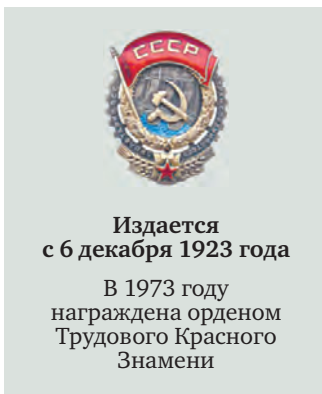 СССР
Издается
с 6 декабря 1923 года
В 1973 году
награждена орденом
Трудового Красного
Знамени